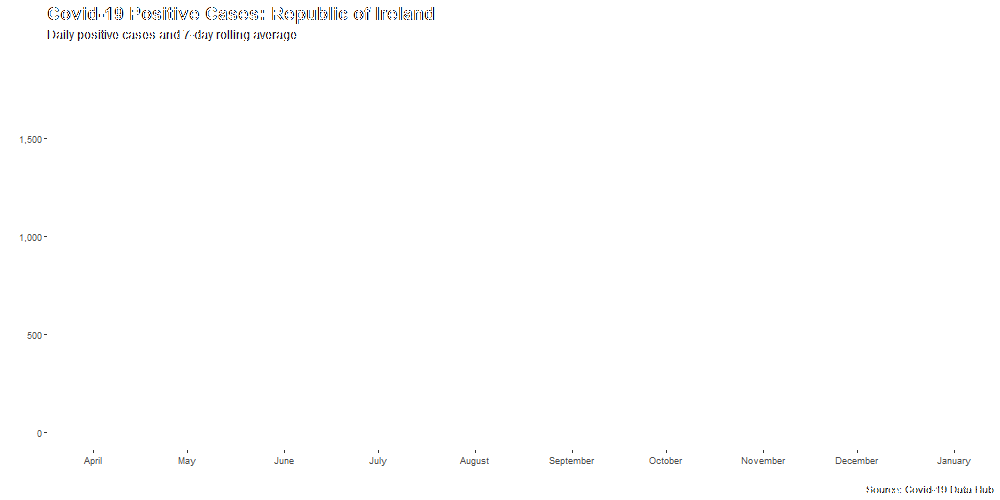 Covid-19 Positive Cases: Republic of Ireland
Daily positive cases and 7-day rolling average
1,500
1,000
500
0
April May June July August September October November December January
Source: Covid-19 Data Hub